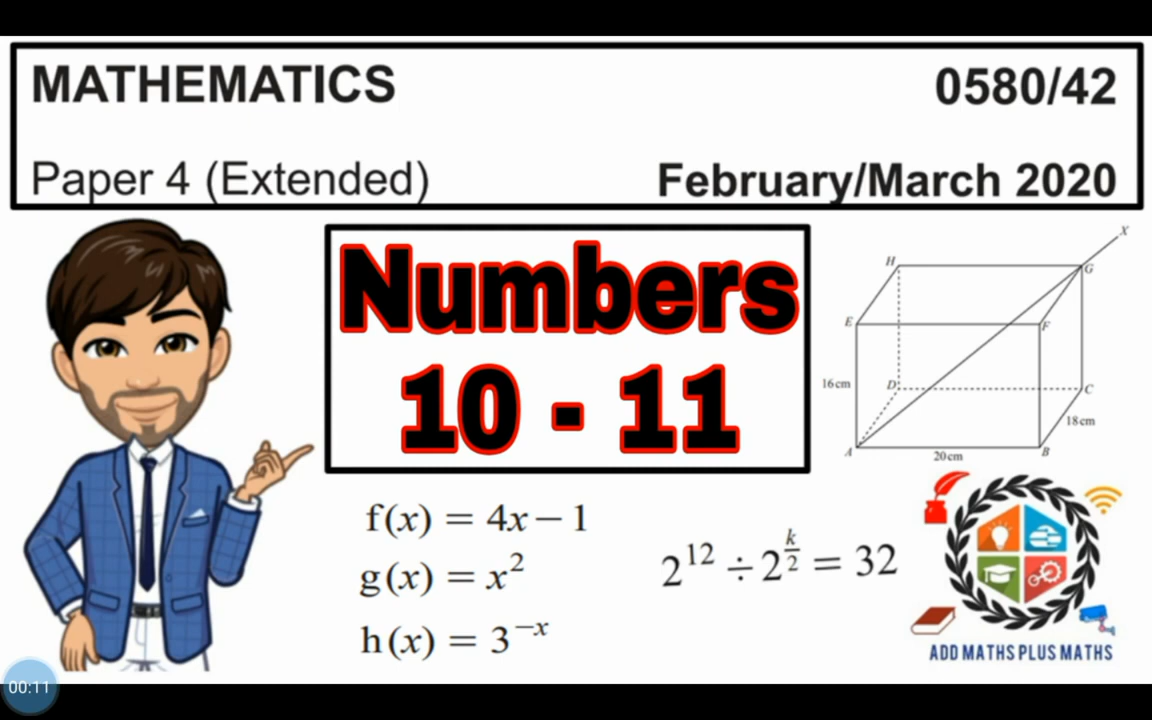 MATHEMATICS 0580/42
Paper 4 (Extended) February/March 2020
Numbers
10 - 11
X
H
G
E
F
16cm
D
C
18cm
A
B
20cm
f(x) = 4x – 1
g(x) = x²
h(x) = 3⁻ˣ
2¹² ÷ 2^(k/2) = 32
ADD MATHS PLUS MATHS
00:11